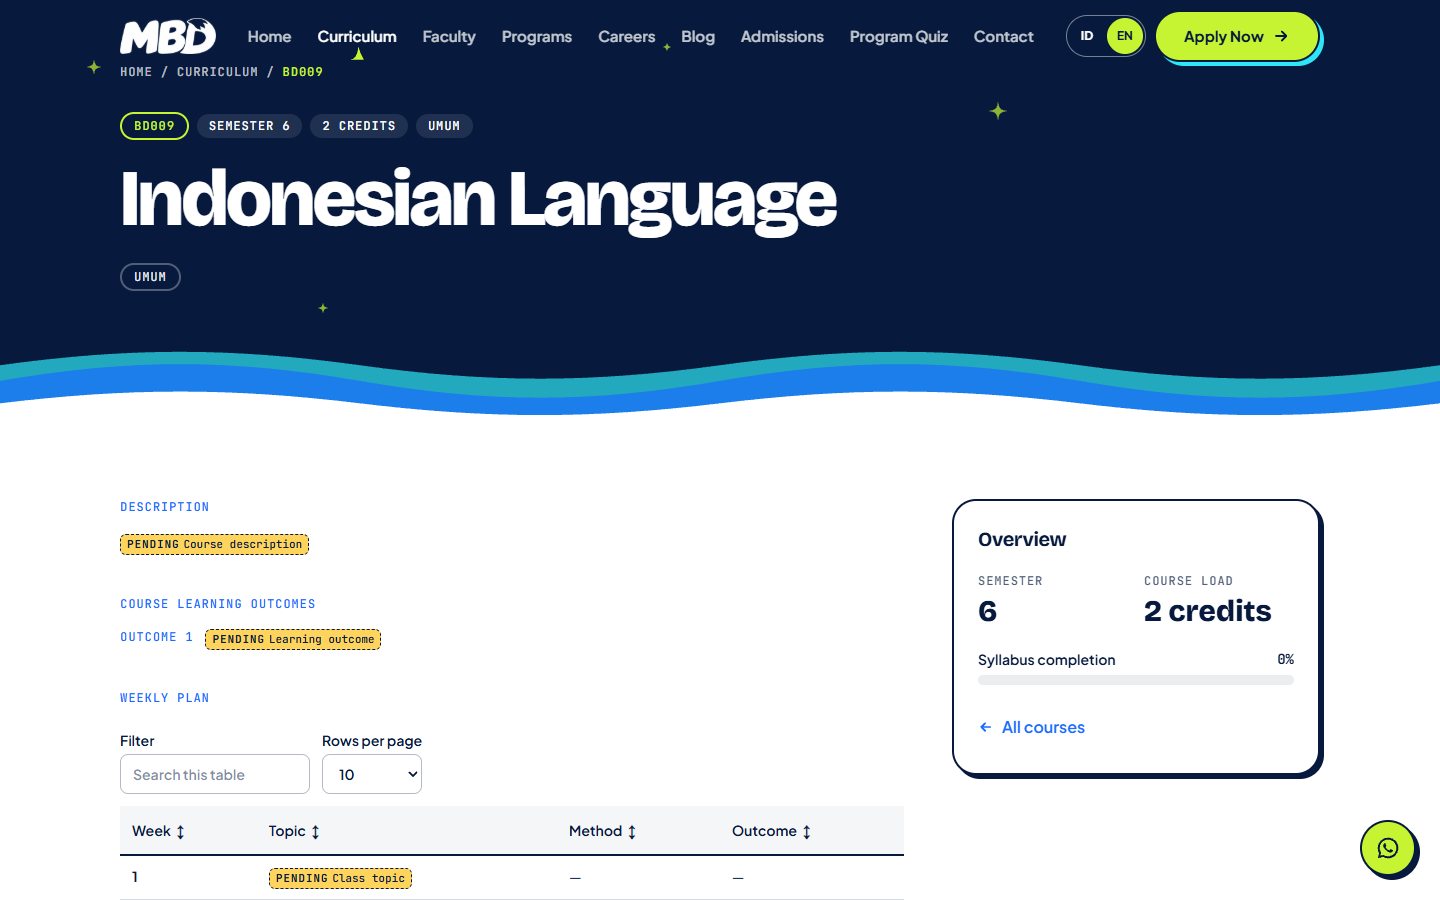 MBD Home Curriculum Faculty Programs Careers Blog Admissions Program Quiz Contact ID EN Apply Now →
HOME / CURRICULUM / BD009
BD009 SEMESTER 6 2 CREDITS UMUM
Indonesian Language
UMUM
DESCRIPTION
PENDING Course description
COURSE LEARNING OUTCOMES
OUTCOME 1 PENDING Learning outcome
WEEKLY PLAN
Filter Rows per page
Search this table 10
Week ↕ Topic ↕ Method ↕ Outcome ↕
1 PENDING Class topic — —
Overview
SEMESTER COURSE LOAD
6 2 credits
Syllabus completion 0%
← All courses